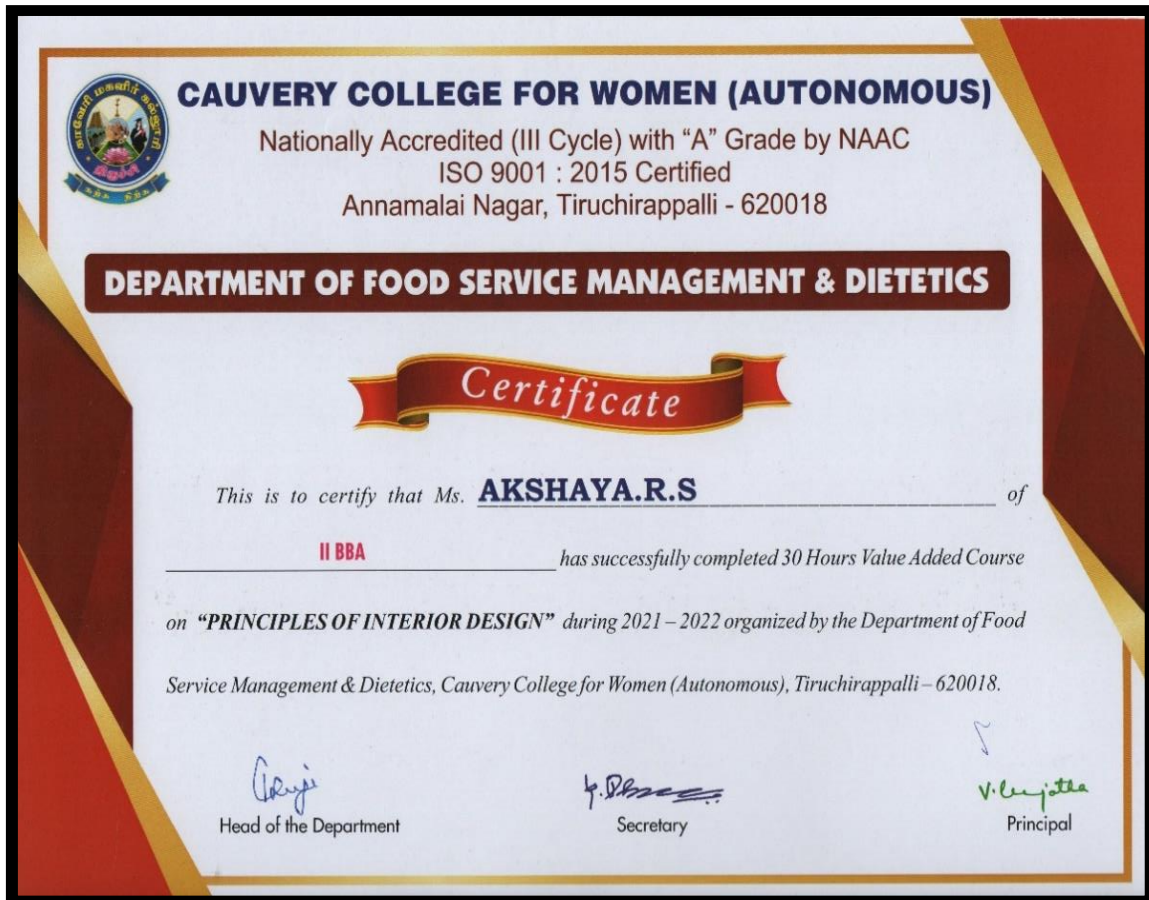 காவேரி மகளிர் கல்லூரி
திருச்சி
கற்க நிற்க
CAUVERY COLLEGE FOR WOMEN (AUTONOMOUS)
Nationally Accredited (III Cycle) with “A” Grade by NAAC
ISO 9001 : 2015 Certified
Annamalai Nagar, Tiruchirappalli - 620018
DEPARTMENT OF FOOD SERVICE MANAGEMENT & DIETETICS
Certificate
This is to certify that Ms. AKSHAYA.R.S of
II BBA has successfully completed 30 Hours Value Added Course
on “PRINCIPLES OF INTERIOR DESIGN” during 2021 – 2022 organized by the Department of Food
Service Management & Dietetics, Cauvery College for Women (Autonomous), Tiruchirappalli – 620018.
Head of the Department Secretary Principal